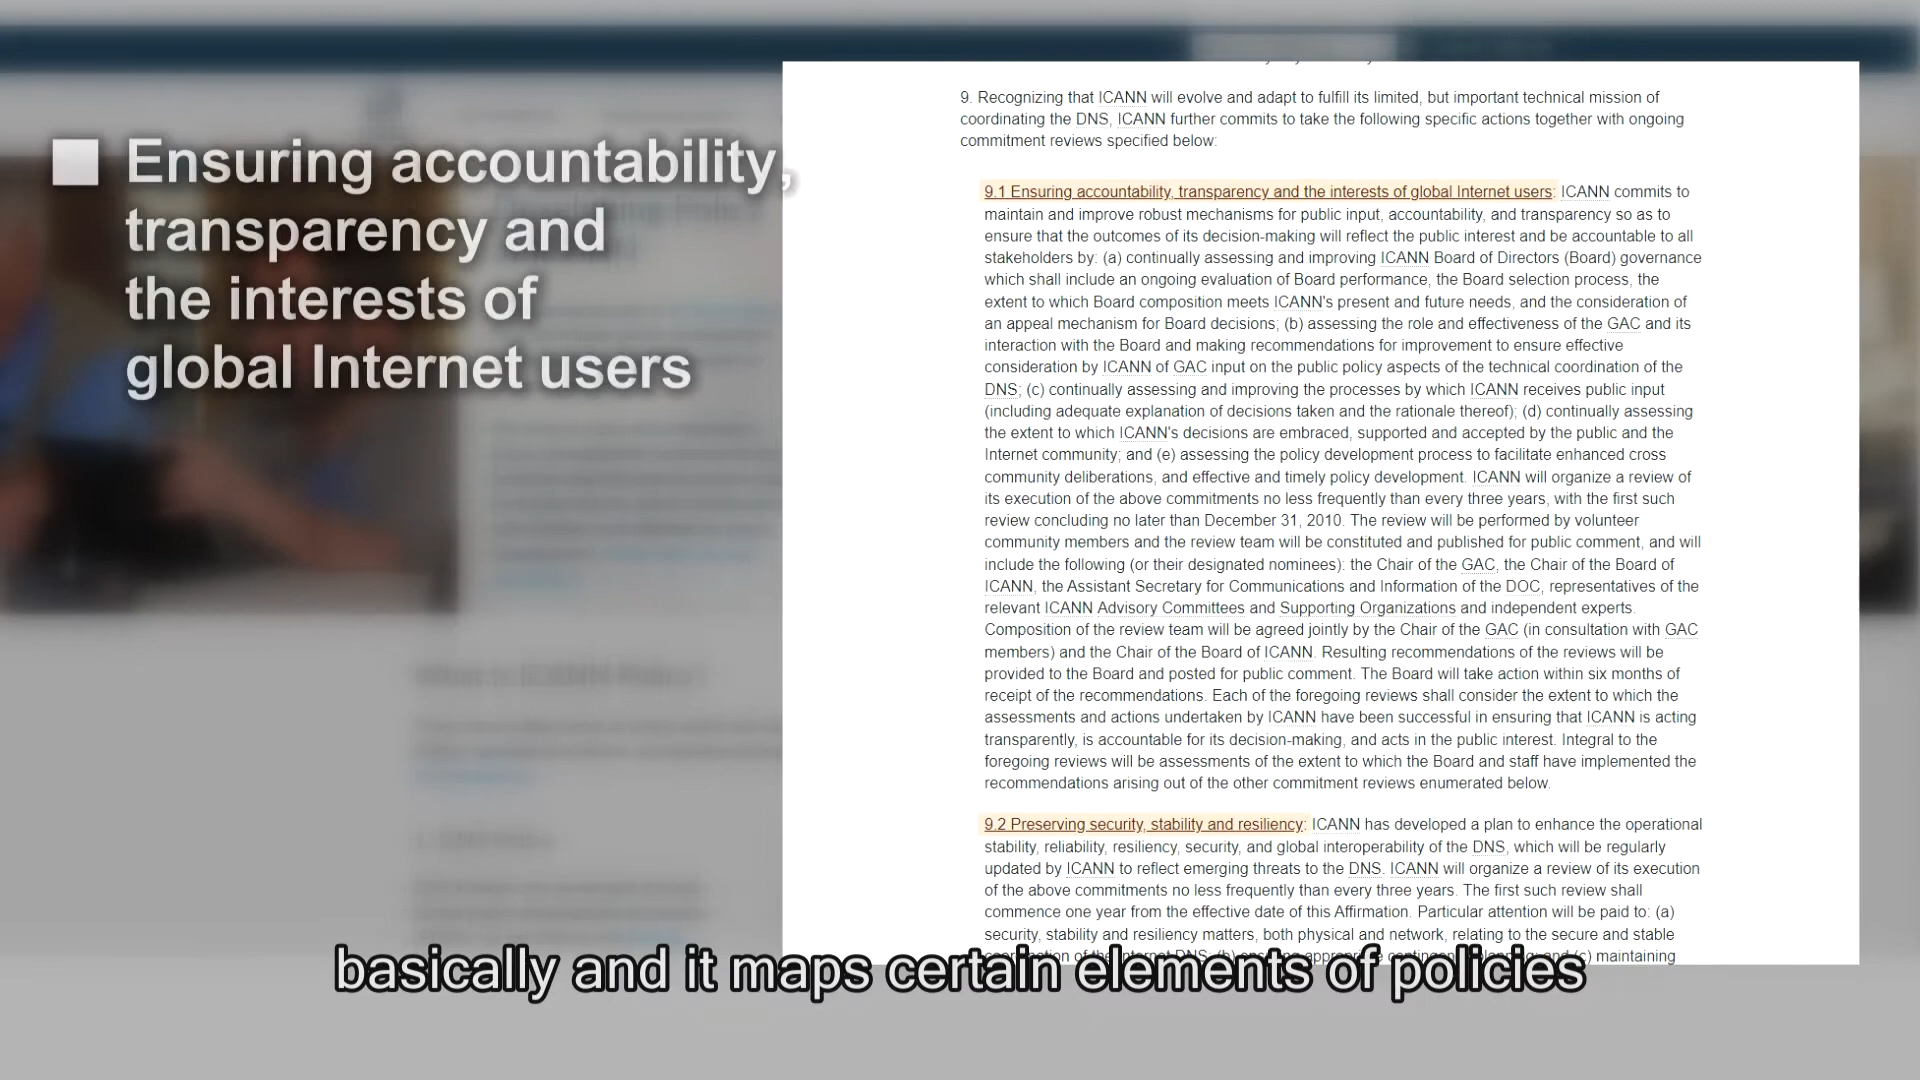 Ensuring accountability,
transparency and
the interests of
global Internet users
9. Recognizing that ICANN will evolve and adapt to fulfill its limited, but important technical mission of
coordinating the DNS, ICANN further commits to take the following specific actions together with ongoing
commitment reviews specified below:
9.1 Ensuring accountability, transparency and the interests of global Internet users: ICANN commits to
maintain and improve robust mechanisms for public input, accountability, and transparency so as to
ensure that the outcomes of its decision-making will reflect the public interest and be accountable to all
stakeholders by: (a) continually assessing and improving ICANN Board of Directors (Board) governance
which shall include an ongoing evaluation of Board performance, the Board selection process, the
extent to which Board composition meets ICANN's present and future needs, and the consideration of
an appeal mechanism for Board decisions; (b) assessing the role and effectiveness of the GAC and its
interaction with the Board and making recommendations for improvement to ensure effective
consideration by ICANN of GAC input on the public policy aspects of the technical coordination of the
DNS; (c) continually assessing and improving the processes by which ICANN receives public input
(including adequate explanation of decisions taken and the rationale thereof); (d) continually assessing
the extent to which ICANN's decisions are embraced, supported and accepted by the public and the
Internet community; and (e) assessing the policy development process to facilitate enhanced cross
community deliberations, and effective and timely policy development. ICANN will organize a review of
its execution of the above commitments no less frequently than every three years, with the first such
review concluding no later than December 31, 2010. The review will be performed by volunteer
community members and the review team will be constituted and published for public comment, and will
include the following (or their designated nominees): the Chair of the GAC, the Chair of the Board of
ICANN, the Assistant Secretary for Communications and Information of the DOC, representatives of the
relevant ICANN Advisory Committees and Supporting Organizations and independent experts.
Composition of the review team will be agreed jointly by the Chair of the GAC (in consultation with GAC
members) and the Chair of the Board of ICANN. Resulting recommendations of the reviews will be
provided to the Board and posted for public comment. The Board will take action within six months of
receipt of the recommendations. Each of the foregoing reviews shall consider the extent to which the
assessments and actions undertaken by ICANN have been successful in ensuring that ICANN is acting
transparently, is accountable for its decision-making, and acts in the public interest. Integral to the
foregoing reviews will be assessments of the extent to which the Board and staff have implemented the
recommendations arising out of the other commitment reviews enumerated below.
9.2 Preserving security, stability and resiliency: ICANN has developed a plan to enhance the operational
stability, reliability, resiliency, security, and global interoperability of the DNS, which will be regularly
updated by ICANN to reflect emerging threats to the DNS. ICANN will organize a review of its execution
of the above commitments no less frequently than every three years. The first such review shall
commence one year from the effective date of this Affirmation. Particular attention will be paid to: (a)
security, stability and resiliency matters, both physical and network, relating to the secure and stable
maintaining
basically and it maps certain elements of policies